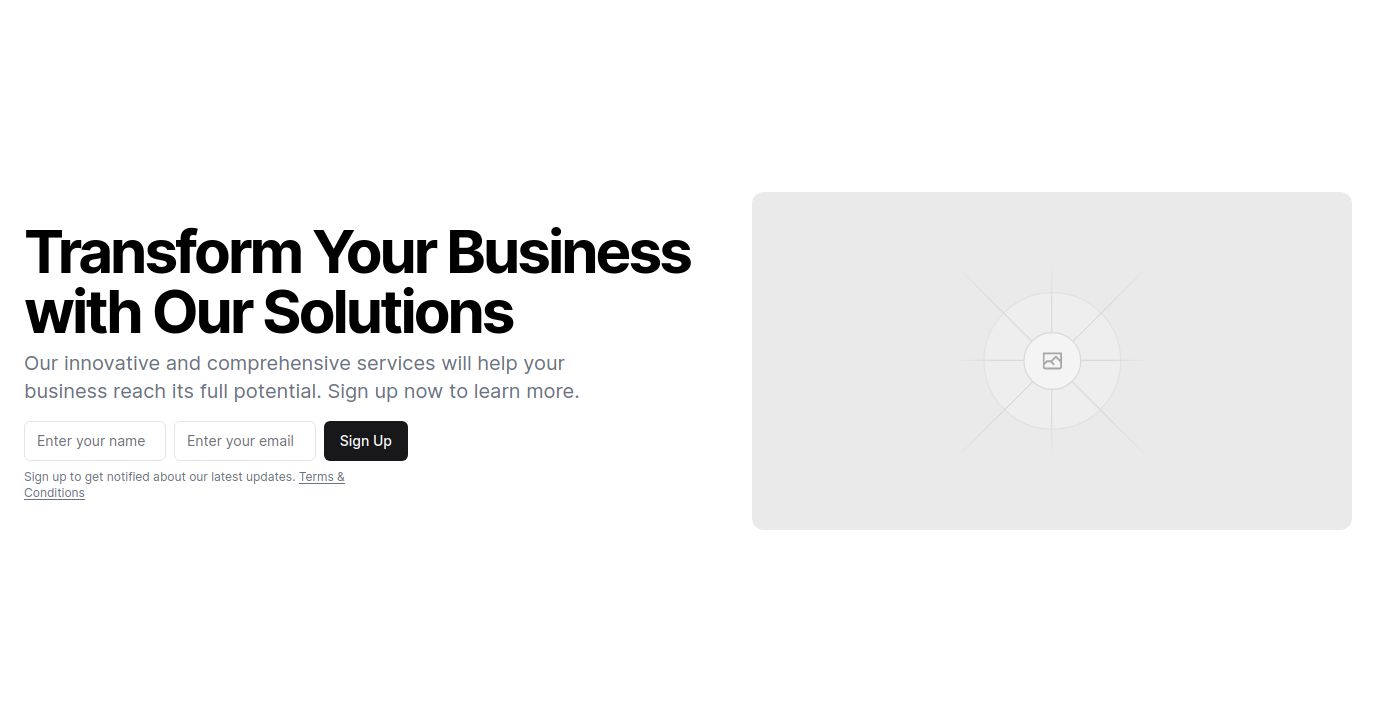 Transform Your Business
with Our Solutions
Our innovative and comprehensive services will help your
business reach its full potential. Sign up now to learn more.
Enter your name
Enter your email
Sign Up
Sign up to get notified about our latest updates. Terms &
Conditions